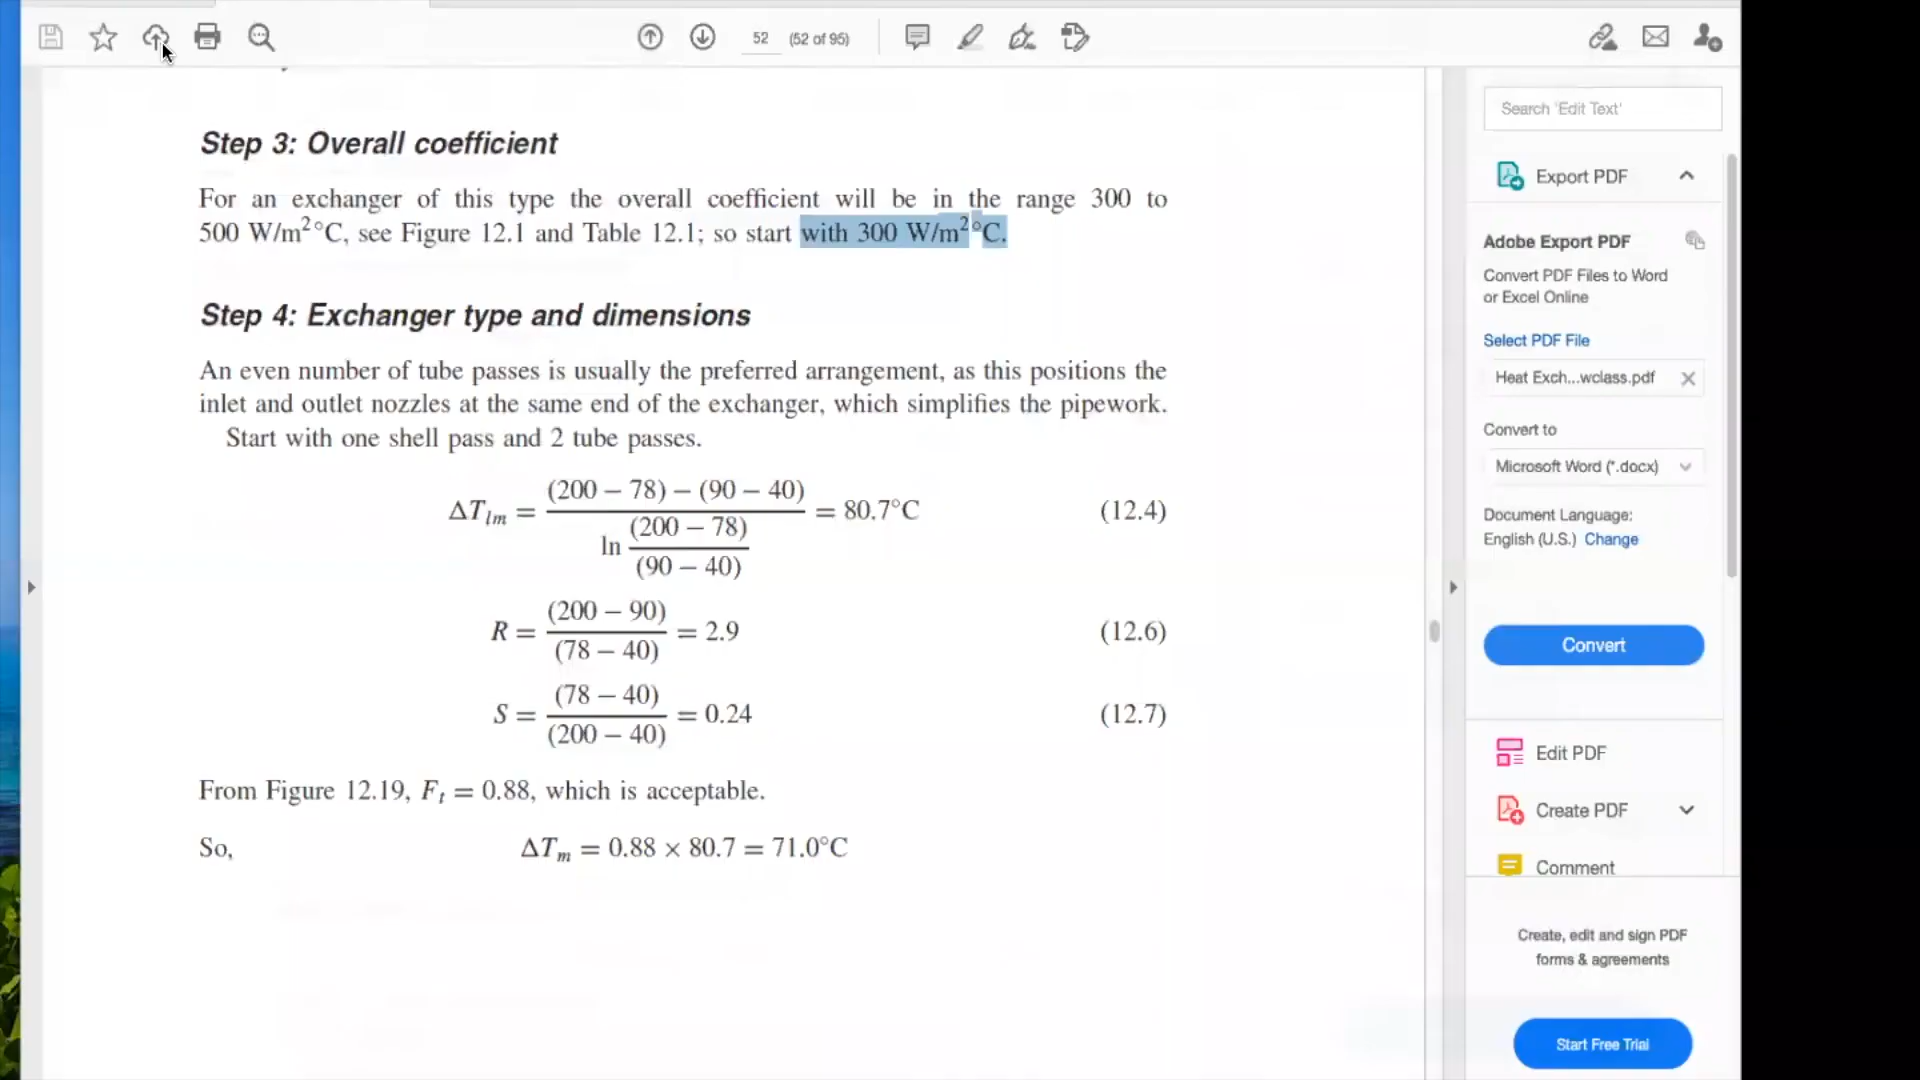 52 (52 of 95)
Step 3: Overall coefficient
For an exchanger of this type the overall coefficient will be in the range 300 to
500 W/m²°C, see Figure 12.1 and Table 12.1; so start with 300 W/m²°C.
Step 4: Exchanger type and dimensions
An even number of tube passes is usually the preferred arrangement, as this positions the
inlet and outlet nozzles at the same end of the exchanger, which simplifies the pipework.
Start with one shell pass and 2 tube passes.
ΔT_lm = ((200 − 78) − (90 − 40)) / (ln (200 − 78)/(90 − 40)) = 80.7°C (12.4)
R = (200 − 90)/(78 − 40) = 2.9 (12.6)
S = (78 − 40)/(200 − 40) = 0.24 (12.7)
From Figure 12.19, F_t = 0.88, which is acceptable.
So, ΔT_m = 0.88 × 80.7 = 71.0°C
Search 'Edit Text'
Export PDF
Adobe Export PDF
Convert PDF Files to Word
or Excel Online
Select PDF File
Heat Exch...wclass.pdf
Convert to
Microsoft Word (*.docx)
Document Language:
English (U.S.) Change
Convert
Edit PDF
Create PDF
Comment
Create, edit and sign PDF
forms & agreements
Start Free Trial